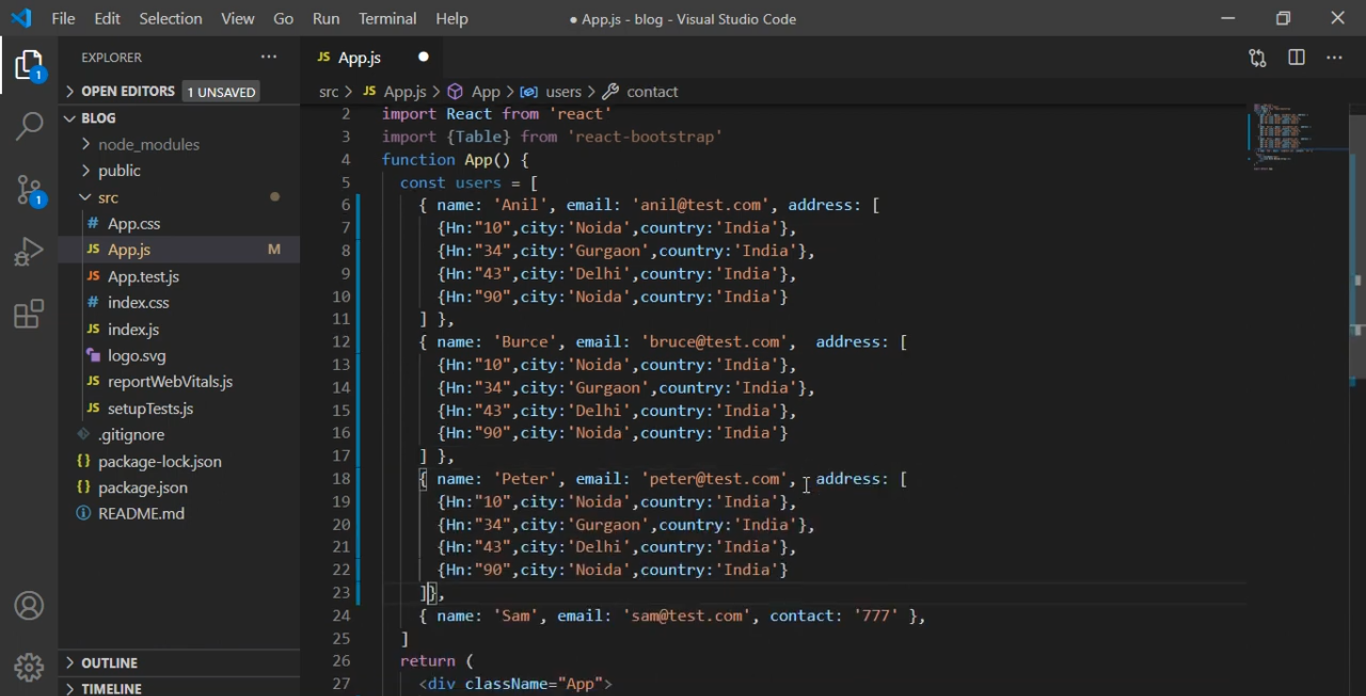 File Edit Selection View Go Run Terminal Help ● App.js - blog - Visual Studio Code
EXPLORER
OPEN EDITORS 1 UNSAVED
BLOG
node_modules
public
src
# App.css
JS App.js M
JS App.test.js
# index.css
JS index.js
logo.svg
JS reportWebVitals.js
JS setupTests.js
.gitignore
{} package-lock.json
{} package.json
README.md
OUTLINE
TIMELINE
1
1
JS App.js
src > JS App.js > App > users > contact
2 import React from 'react'
3 import {Table} from 'react-bootstrap'
4 function App() {
5 const users = [
6 { name: 'Anil', email: 'anil@test.com', address: [
7 {Hn:"10",city:'Noida',country:'India'},
8 {Hn:"34",city:'Gurgaon',country:'India'},
9 {Hn:"43",city:'Delhi',country:'India'},
10 {Hn:"90",city:'Noida',country:'India'}
11 ] },
12 { name: 'Burce', email: 'bruce@test.com', address: [
13 {Hn:"10",city:'Noida',country:'India'},
14 {Hn:"34",city:'Gurgaon',country:'India'},
15 {Hn:"43",city:'Delhi',country:'India'},
16 {Hn:"90",city:'Noida',country:'India'}
17 ] },
18 { name: 'Peter', email: 'peter@test.com', address: [
19 {Hn:"10",city:'Noida',country:'India'},
20 {Hn:"34",city:'Gurgaon',country:'India'},
21 {Hn:"43",city:'Delhi',country:'India'},
22 {Hn:"90",city:'Noida',country:'India'}
23 ]},
24 { name: 'Sam', email: 'sam@test.com', contact: '777' },
25 ]
26 return (
27 <div className="App">